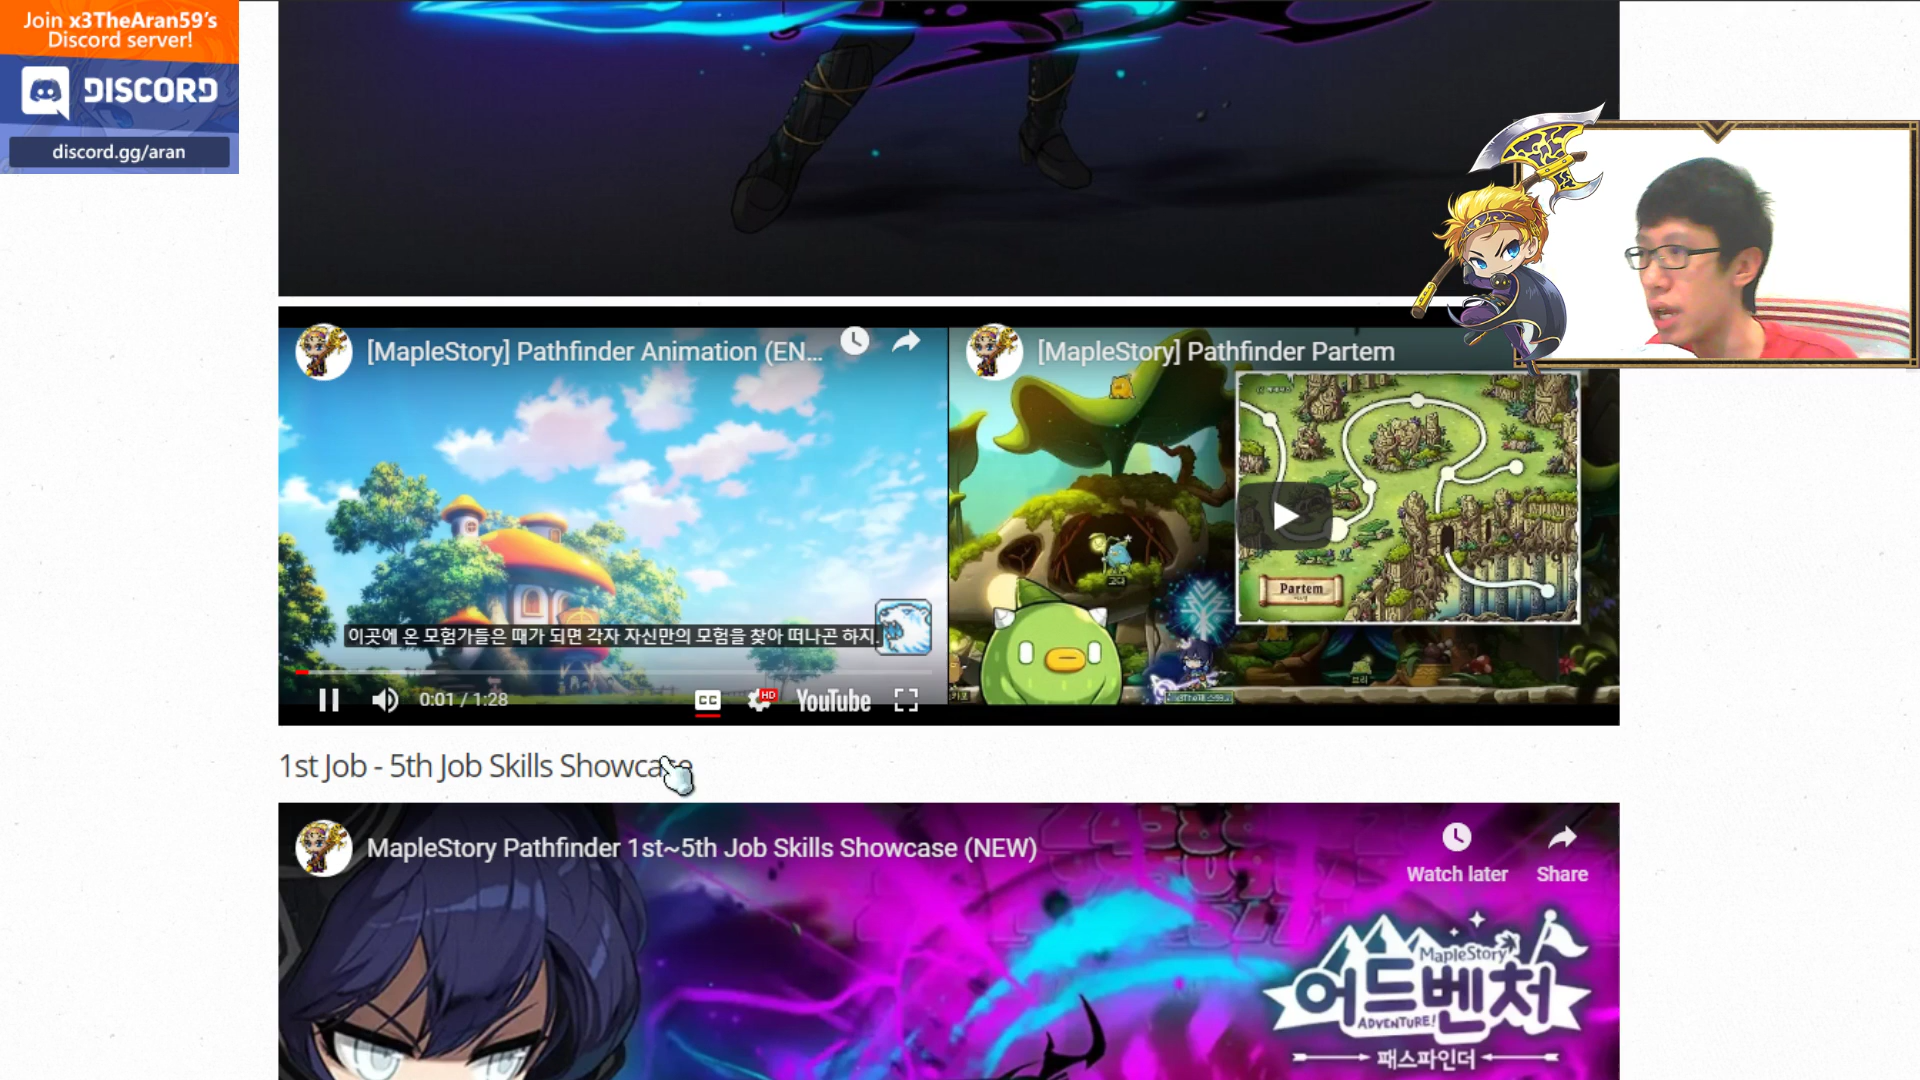 Join x3TheAran59's
Discord server!
DISCORD
discord.gg/aran
[MapleStory] Pathfinder Animation (EN...
[MapleStory] Pathfinder Partem
Partem
이곳에 온 모험가들은 때가 되면 각자 자신만의 모험을 찾아 떠나곤 하지.
0:01 / 1:28
CC
HD
YouTube
1st Job - 5th Job Skills Showcase
MapleStory Pathfinder 1st~5th Job Skills Showcase (NEW)
Watch later
Share
MapleStory
어드벤처
ADVENTURE!
패스파인더